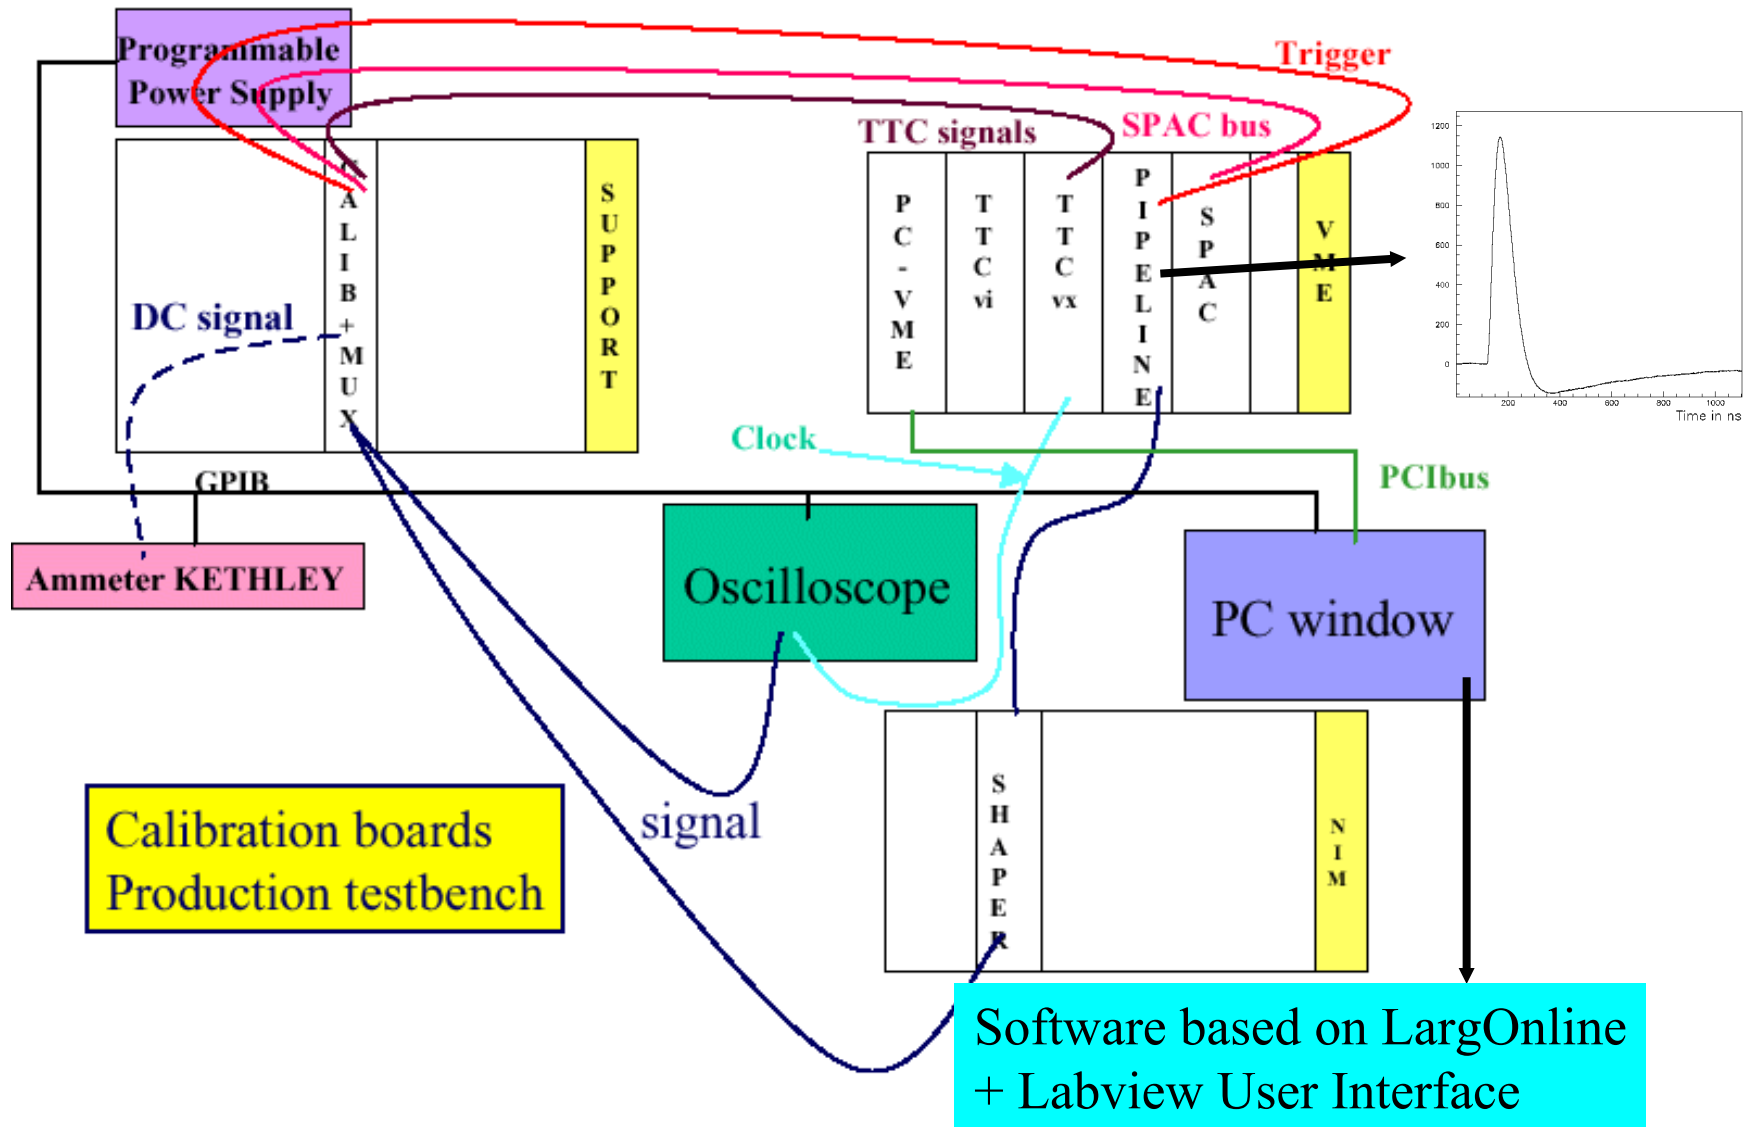 Programmable
Power Supply
Trigger
TTC signals
SPAC bus
CALIB+MUX
SUPPORT
DC signal
PC-VME
TTCvi
TTCvx
PIPELINE
SPAC
VME
1200
1000
800
600
400
200
0
200
400
600
800
1000
Time in ns
Clock
PCIbus
GPIB
Ammeter KETHLEY
Oscilloscope
PC window
signal
SHAPER
NIM
Calibration boards
Production testbench
Software based on LargOnline
+ Labview User Interface